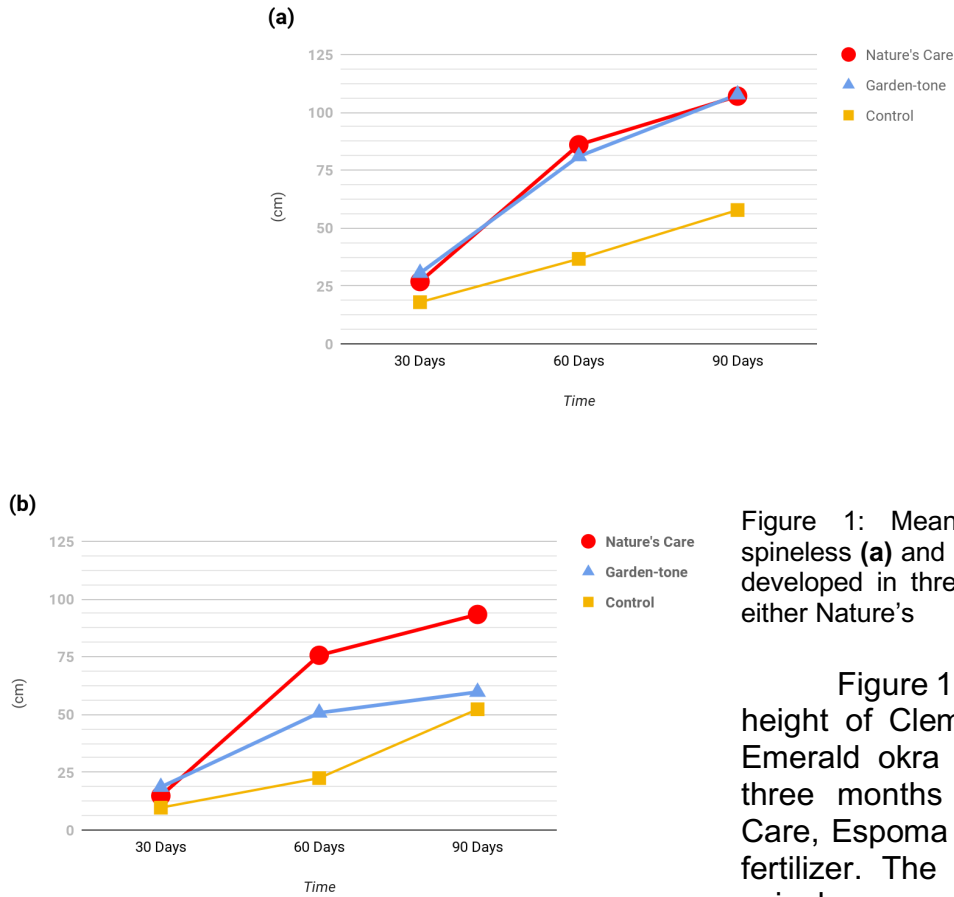 (a)
125
100
75
50
25
0
(cm)
30 Days
60 Days
90 Days
Time
Nature's Care
Garden-tone
Control
(b)
125
100
75
50
25
0
(cm)
30 Days
60 Days
90 Days
Time
Nature's Care
Garden-tone
Control
Figure 1: Mean
spineless (a) and
developed in thre
either Nature's
Figure 1
height of Clem
Emerald okra
three months
Care, Espoma
fertilizer. The